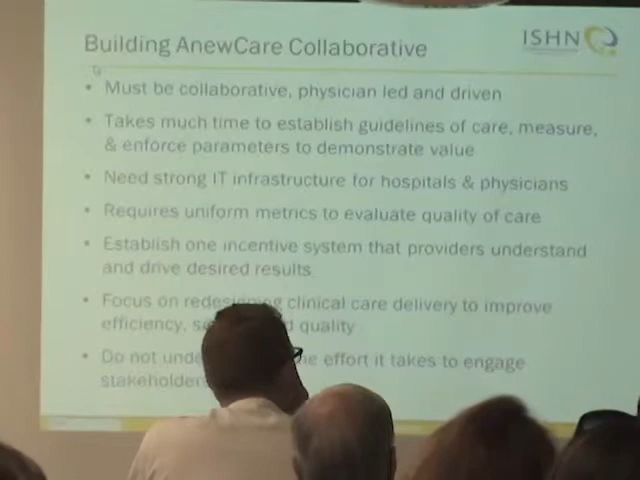 Building AnewCare Collaborative
ISHN
• Must be collaborative, physician led and driven
• Takes much time to establish guidelines of care, measure,
& enforce parameters to demonstrate value
• Need strong IT infrastructure for hospitals & physicians
• Requires uniform metrics to evaluate quality of care
• Establish one incentive system that providers understand
and drive desired results
• Focus on redesigning clinical care delivery to improve
efficiency, quality
• Do not effort it takes to engage